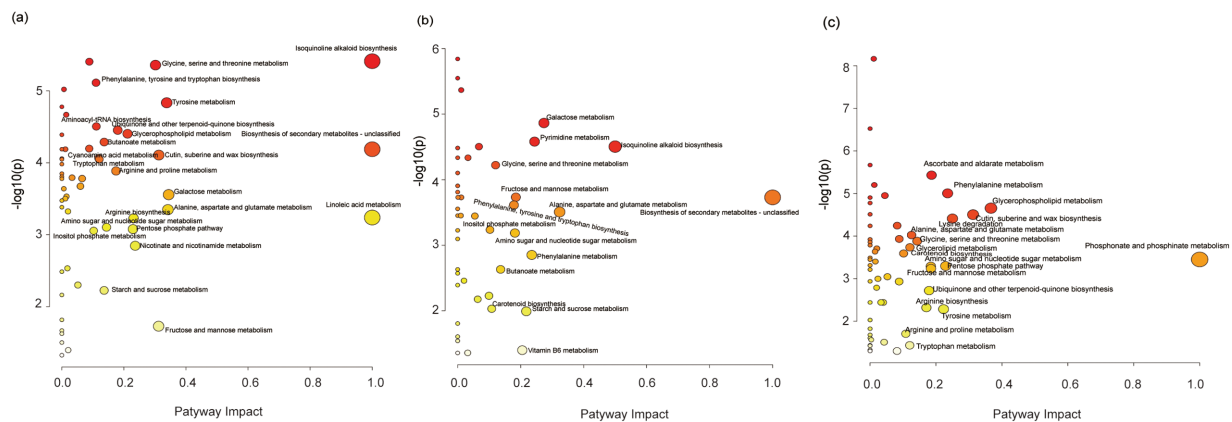 (a)
Isoquinoline alkaloid biosynthesis
Glycine, serine and threonine metabolism
Phenylalanine, tyrosine and tryptophan biosynthesis
Tyrosine metabolism
Aminoacyl-tRNA biosynthesis
Ubiquinone and other terpenoid-quinone biosynthesis
Glycerophospholipid metabolism
Biosynthesis of secondary metabolites - unclassified
Butanoate metabolism
Cyanoamino acid metabolism
Cutin, suberine and wax biosynthesis
Tryptophan metabolism
Arginine and proline metabolism
Galactose metabolism
Linoleic acid metabolism
Alanine, aspartate and glutamate metabolism
Arginine biosynthesis
Amino sugar and nucleotide sugar metabolism
Pentose phosphate pathway
Inositol phosphate metabolism
Nicotinate and nicotinamide metabolism
Starch and sucrose metabolism
Fructose and mannose metabolism
-log10(p)
5
4
3
2
0.0 0.2 0.4 0.6 0.8 1.0
Patyway Impact
(b)
Galactose metabolism
Pyrimidine metabolism
Isoquinoline alkaloid biosynthesis
Glycine, serine and threonine metabolism
Fructose and mannose metabolism
Alanine, aspartate and glutamate metabolism
Phenylalanine, tyrosine and tryptophan biosynthesis
Biosynthesis of secondary metabolites - unclassified
Inositol phosphate metabolism
Amino sugar and nucleotide sugar metabolism
Phenylalanine metabolism
Butanoate metabolism
Carotenoid biosynthesis
Starch and sucrose metabolism
Vitamin B6 metabolism
-log10(p)
6
5
4
3
2
0.0 0.2 0.4 0.6 0.8 1.0
Patyway Impact
(c)
Ascorbate and aldarate metabolism
Phenylalanine metabolism
Glycerophospholipid metabolism
Cutin, suberine and wax biosynthesis
Lysine degradation
Alanine, aspartate and glutamate metabolism
Glycine, serine and threonine metabolism
Glycerolipid metabolism
Carotenoid biosynthesis
Phosphonate and phosphinate metabolism
Amino sugar and nucleotide sugar metabolism
Pentose phosphate pathway
Fructose and mannose metabolism
Ubiquinone and other terpenoid-quinone biosynthesis
Arginine biosynthesis
Tyrosine metabolism
Arginine and proline metabolism
Tryptophan metabolism
-log10(p)
8
7
6
5
4
3
2
0.0 0.2 0.4 0.6 0.8 1.0
Patyway Impact